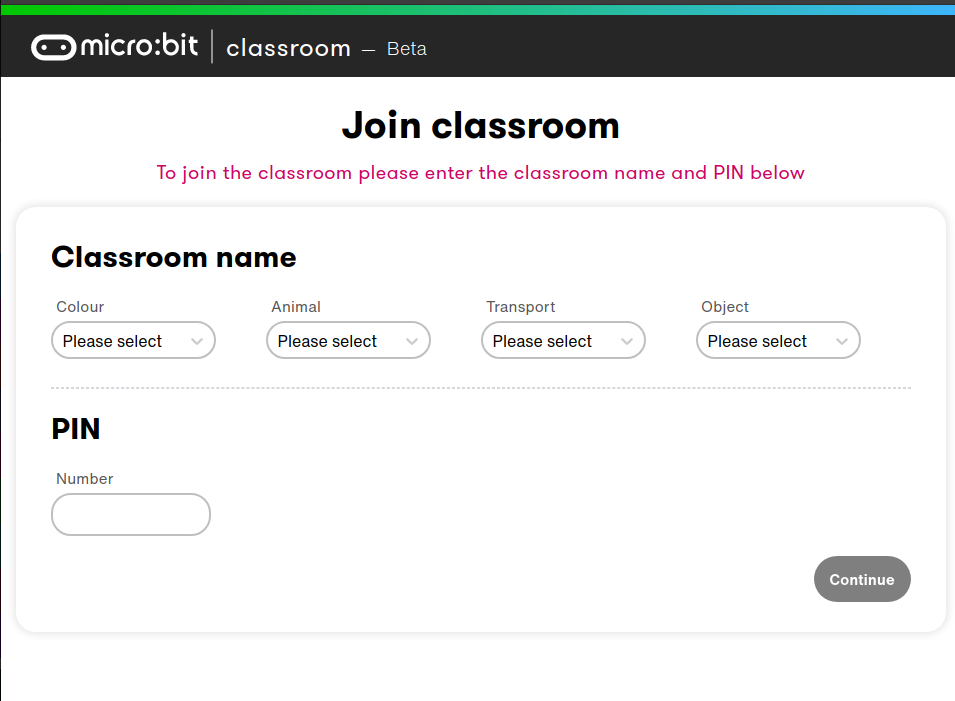 micro:bit classroom – Beta
Join classroom
To join the classroom please enter the classroom name and PIN below
Classroom name
Colour Animal Transport Object
Please select Please select Please select Please select
PIN
Number
Continue